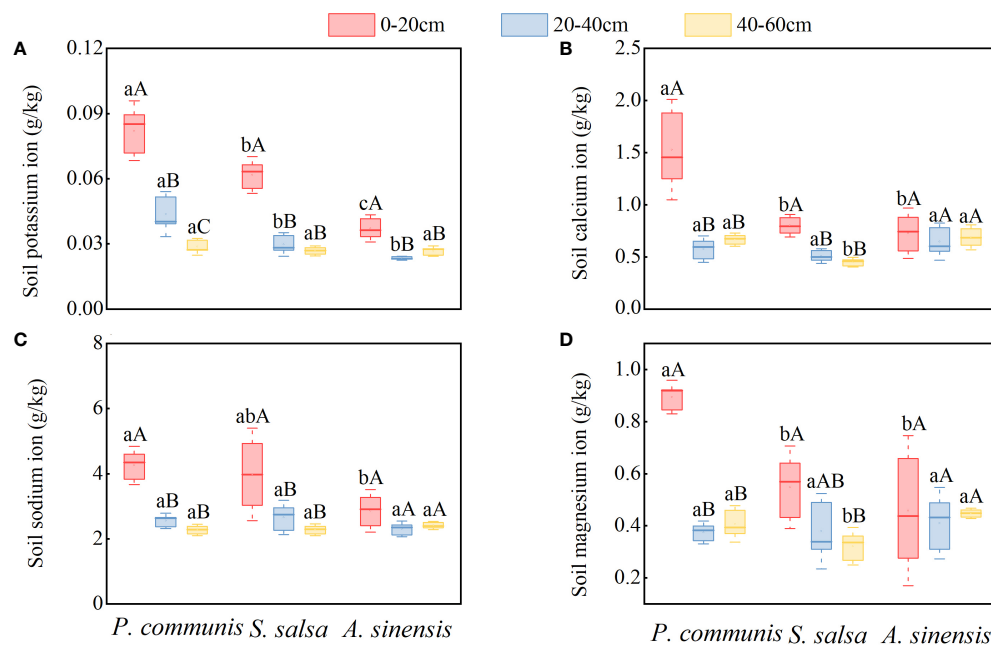 0-20cm 20-40cm 40-60cm
A
Soil potassium ion (g/kg)
0.12
0.09
0.06
0.03
0.00
aA aB aC bA bB aB cA bB aB
B
Soil calcium ion (g/kg)
2.5
2.0
1.5
1.0
0.5
0.0
aA aB aB bA aB bB bA aA aA
C
Soil sodium ion (g/kg)
8
6
4
2
0
aA aB aB abA aB aB bA aA aA
P. communis S. salsa A. sinensis
D
Soil magnesium ion (g/kg)
1.0
0.8
0.6
0.4
0.2
aA aB aB bA aAB bB bA aA aA
P. communis S. salsa A. sinensis